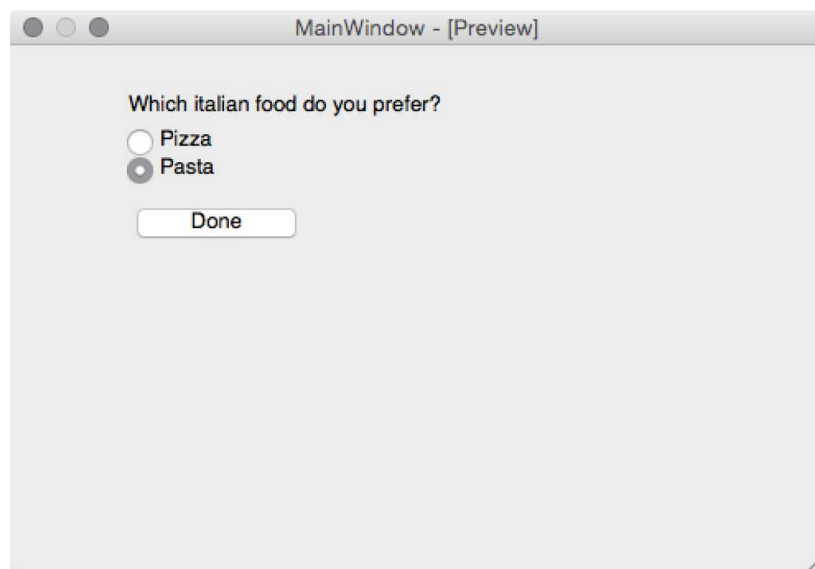 MainWindow - [Preview]
Which italian food do you prefer?
Pizza
Pasta
Done